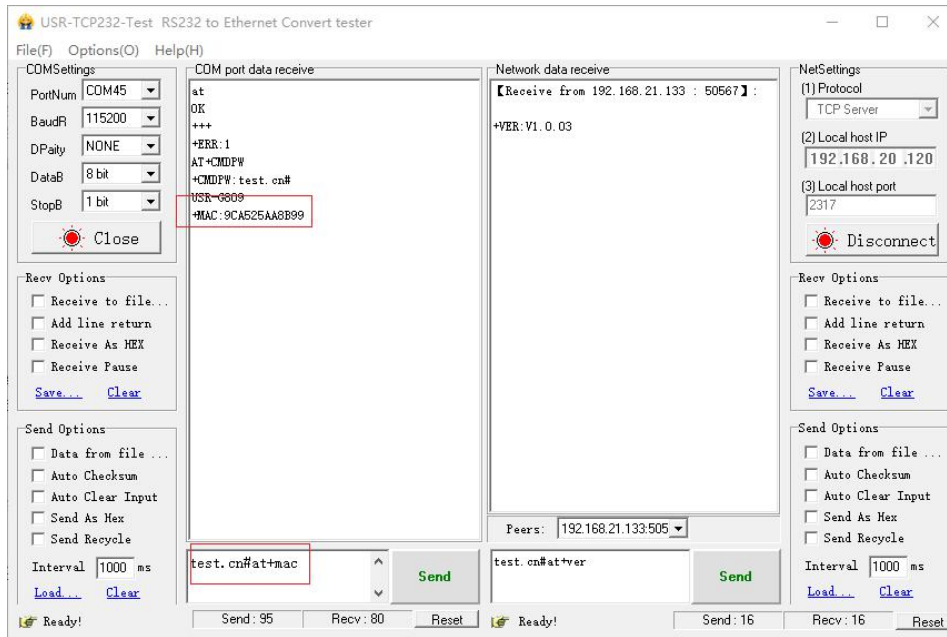 USR-TCP232-Test RS232 to Ethernet Convert tester
File(F) Options(O) Help(H)
COMSettings
PortNum COM45
BaudR 115200
DPaity NONE
DataB 8 bit
StopB 1 bit
Close
Recv Options
Receive to file...
Add line return
Receive As HEX
Receive Pause
Save... Clear
Send Options
Data from file ...
Auto Checksum
Auto Clear Input
Send As Hex
Send Recycle
Interval 1000 ms
Load... Clear
Ready!
COM port data receive
at
OK
+++
+ERR:1
AT+CMDPW
+CMDPW:test.cn#
USR-G809
+MAC:9CA525AA8B99
test.cn#at+mac
Send
Send : 95 Recv : 80 Reset
Network data receive
【Receive from 192.168.21.133 : 50567】:
+VER:V1.0.03
Peers: 192.168.21.133:505
test.cn#at+ver
Send
Ready! Send : 16 Recv : 16 Reset
NetSettings
(1) Protocol
TCP Server
(2) Local host IP
192.168.20.120
(3) Local host port
2317
Disconnect
Recv Options
Receive to file...
Add line return
Receive As HEX
Receive Pause
Save... Clear
Send Options
Data from file ...
Auto Checksum
Auto Clear Input
Send As Hex
Send Recycle
Interval 1000 ms
Load... Clear